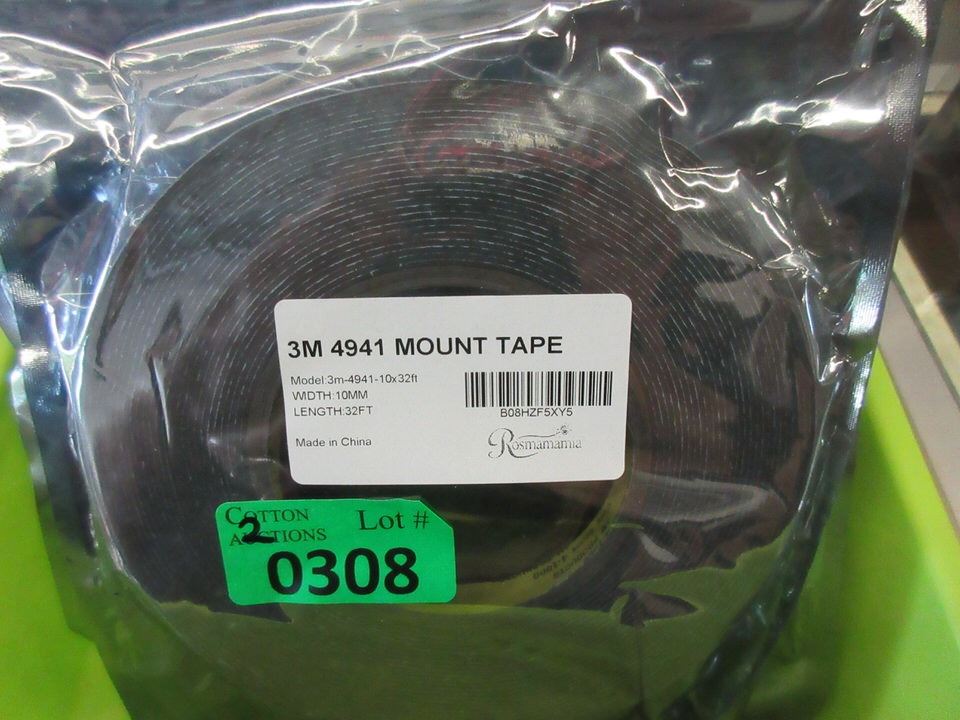 3M 4941 MOUNT TAPE
Model:3m-4941-10x32ft
WIDTH:10MM
LENGTH:32FT
B08HZF5XY5
Made in China
Rosmamamia
COTTON
AUCTIONS
Lot #
2
0308